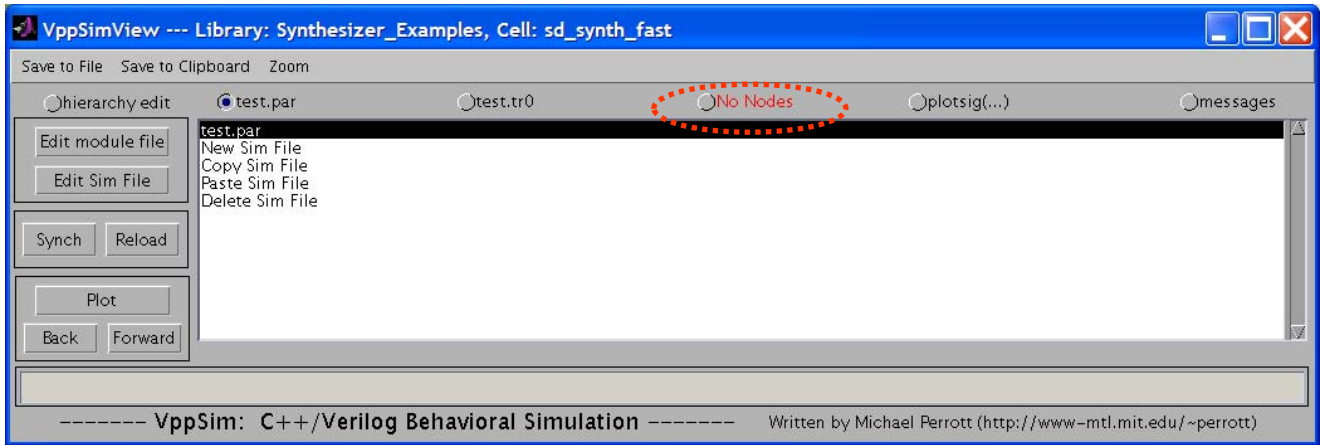 VppSimView --- Library: Synthesizer_Examples, Cell: sd_synth_fast
Save to File Save to Clipboard Zoom
hierarchy edit test.par test.tr0 No Nodes plotsig(...) messages
Edit module file
Edit Sim File
Synch Reload
Plot
Back Forward
test.par
New Sim File
Copy Sim File
Paste Sim File
Delete Sim File
------- VppSim: C++/Verilog Behavioral Simulation ------- Written by Michael Perrott (http://www-mtl.mit.edu/~perrott)